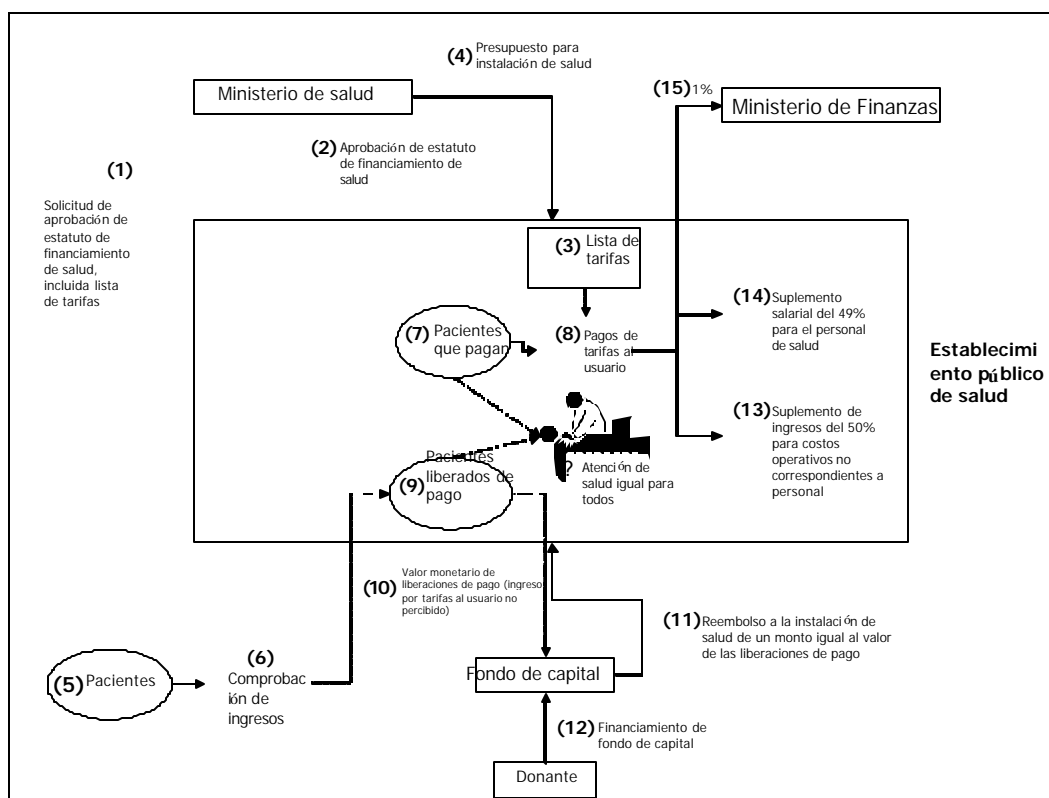 (4) Presupuesto para
instalación de salud
Ministerio de salud
(15) 1%
Ministerio de Finanzas
(2) Aprobación de estatuto
de financiamiento de
salud
(1)
Solicitud de
aprobación de
estatuto de
financiamiento
de salud,
incluida lista
de tarifas
(3) Lista de
tarifas
(14) Suplemento
salarial del 49%
para el personal
de salud
(7) Pacientes
que pagan
(8) Pagos de
tarifas al
usuario
Establecimi
ento público
de salud
(13) Suplemento de
ingresos del 50%
para costos
operativos no
correspondientes a
personal
Pacientes
liberados de
(9) pago
? Atención de
salud igual para
todos
(10) Valor monetario de
liberaciones de pago (ingreso
por tarifas al usuario no
percibido)
(11) Reembolso a la instalación de
salud de un monto igual al valor
de las liberaciones de pago
(5) Pacientes
(6)
Comprobac
ión de
ingresos
Fondo de capital
(12) Financiamiento de
fondo de capital
Donante